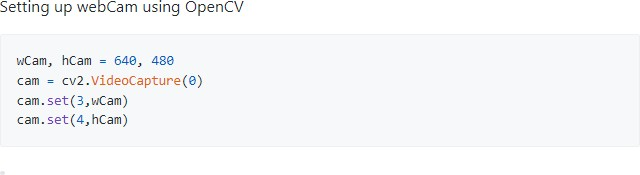 Setting up webCam using OpenCV
wCam, hCam = 640, 480
cam = cv2.VideoCapture(0)
cam.set(3,wCam)
cam.set(4,hCam)